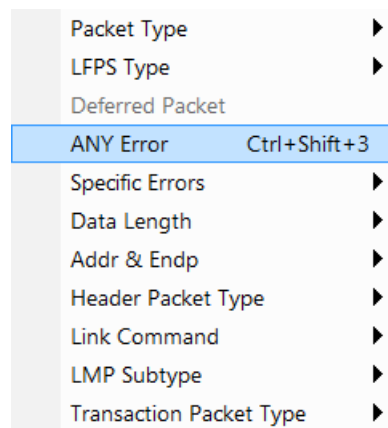 Packet Type
LFPS Type
Deferred Packet
ANY Error Ctrl+Shift+3
Specific Errors
Data Length
Addr & Endp
Header Packet Type
Link Command
LMP Subtype
Transaction Packet Type